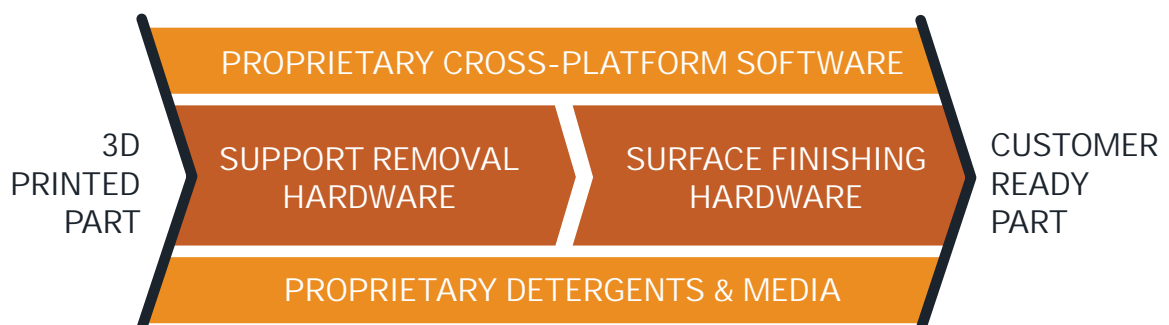 PROPRIETARY CROSS-PLATFORM SOFTWARE
3D
PRINTED
PART
SUPPORT REMOVAL
HARDWARE
SURFACE FINISHING
HARDWARE
CUSTOMER
READY
PART
PROPRIETARY DETERGENTS & MEDIA